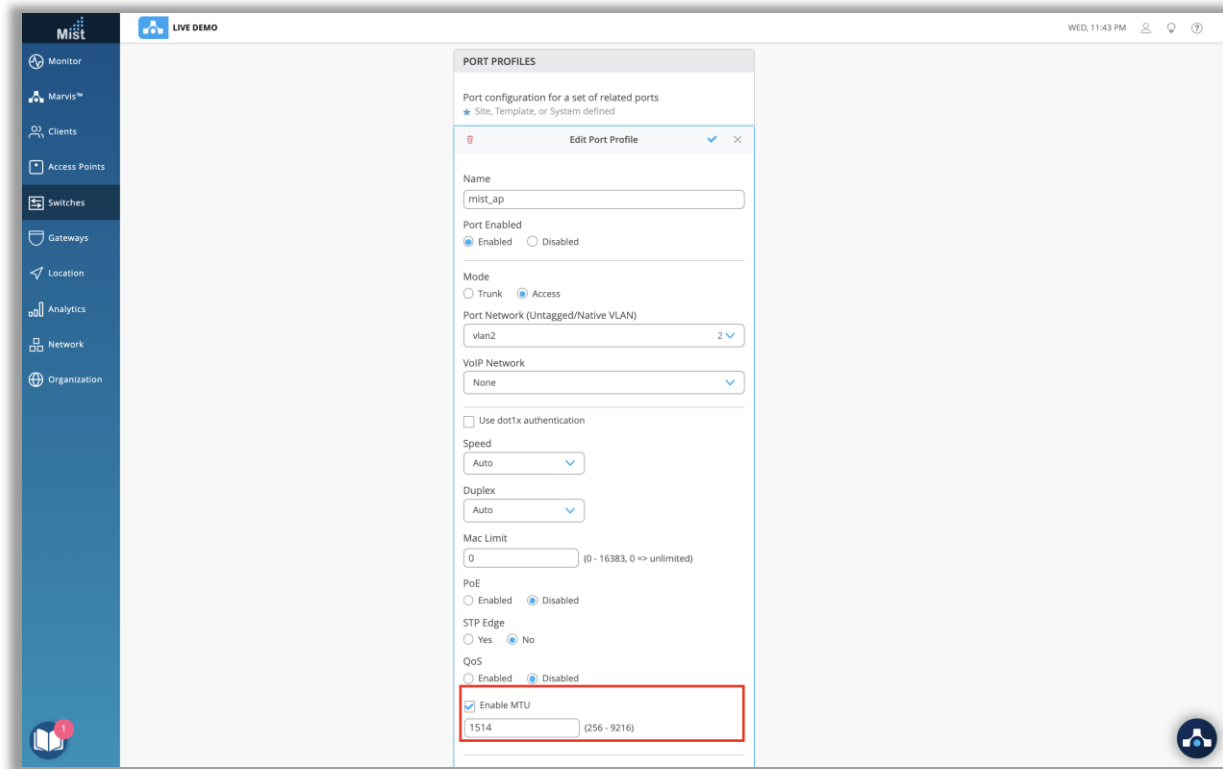 Mist
LIVE DEMO
WED, 11:43 PM
Monitor
Marvis™
Clients
Access Points
Switches
Gateways
Location
Analytics
Network
Organization
1
PORT PROFILES
Port configuration for a set of related ports
* Site, Template, or System defined
Edit Port Profile
Name
mist_ap
Port Enabled
Enabled Disabled
Mode
Trunk Access
Port Network (Untagged/Native VLAN)
vlan2 2
VoIP Network
None
Use dot1x authentication
Speed
Auto
Duplex
Auto
Mac Limit
0 (0 - 16383, 0 => unlimited)
PoE
Enabled Disabled
STP Edge
Yes No
QoS
Enabled Disabled
Enable MTU
1514 (256 - 9216)